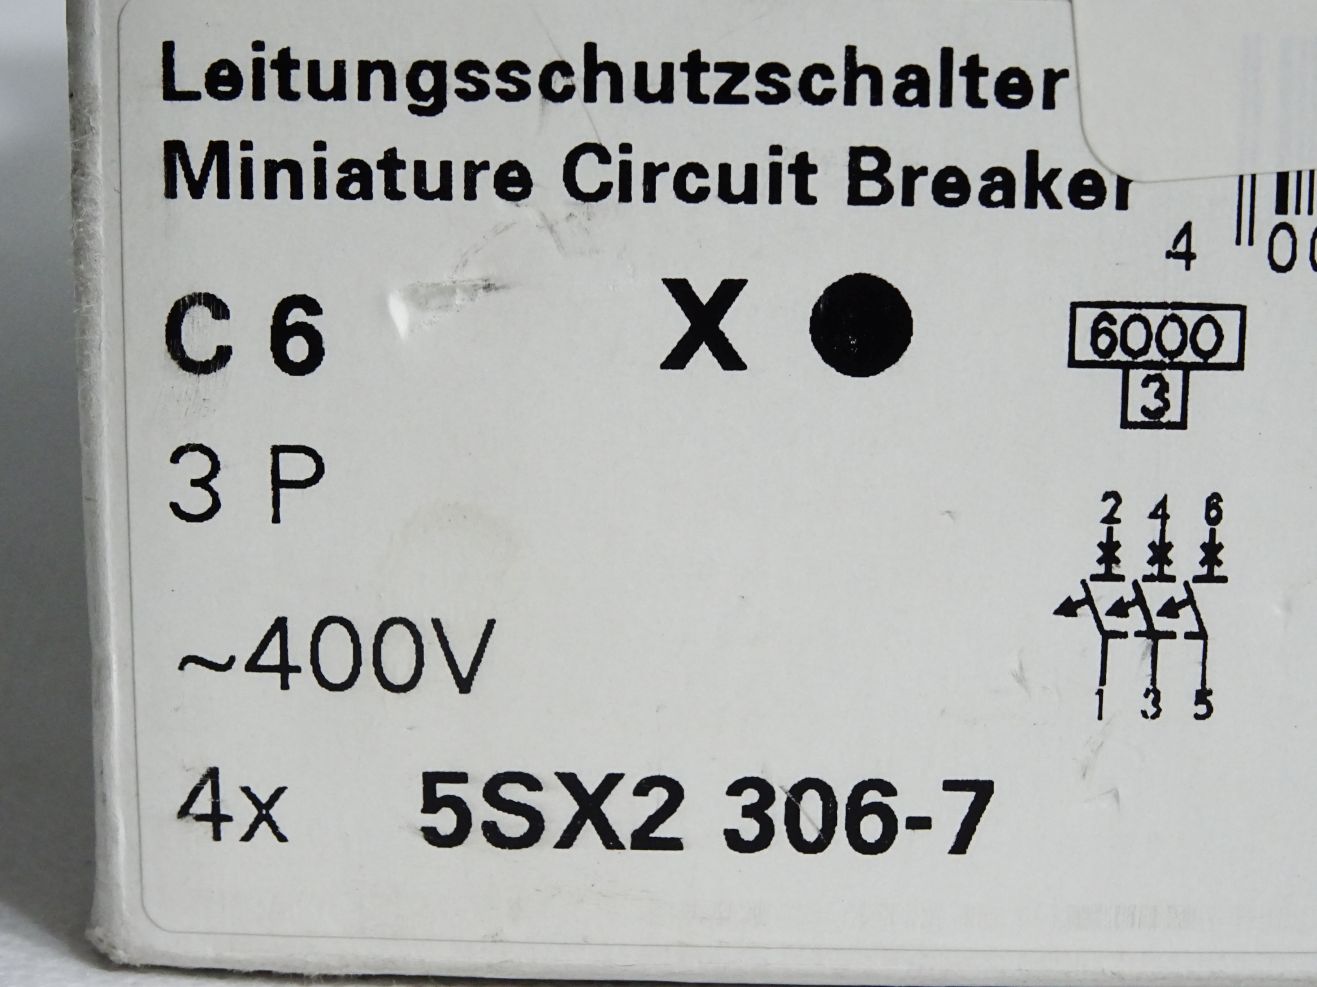 Leitungsschutzschalter
Miniature Circuit Breaker
4 00
C 6 X ●
6000
3
3 P
2 4 6
~400V
1 3 5
4x 5SX2 306-7